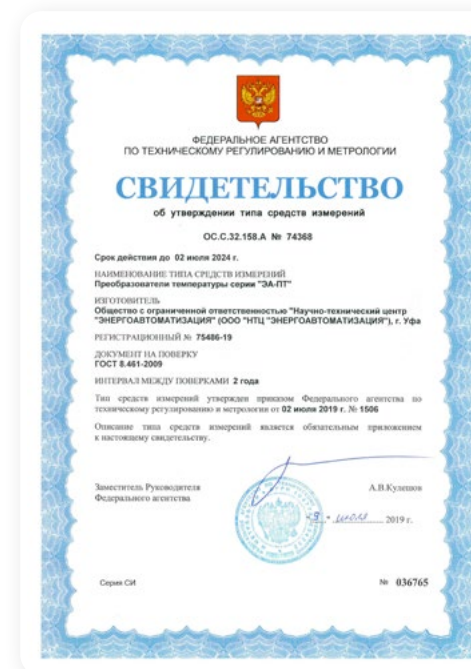 ФЕДЕРАЛЬНОЕ АГЕНТСТВО
ПО ТЕХНИЧЕСКОМУ РЕГУЛИРОВАНИЮ И МЕТРОЛОГИИ
СВИДЕТЕЛЬСТВО
об утверждении типа средств измерений
ОС.С.32.158.А № 74368
Срок действия до 02 июля 2024 г.
НАИМЕНОВАНИЕ ТИПА СРЕДСТВ ИЗМЕРЕНИЙ
Преобразователи температуры серии "ЭА-ПТ"
ИЗГОТОВИТЕЛЬ
Общество с ограниченной ответственностью "Научно-технический центр
"ЭНЕРГОАВТОМАТИЗАЦИЯ" (ООО "НТЦ "ЭНЕРГОАВТОМАТИЗАЦИЯ"), г. Уфа
РЕГИСТРАЦИОННЫЙ № 75486-19
ДОКУМЕНТ НА ПОВЕРКУ
ГОСТ 8.461-2009
ИНТЕРВАЛ МЕЖДУ ПОВЕРКАМИ 2 года
Тип средств измерений утвержден приказом Федерального агентства по
техническому регулированию и метрологии от 02 июля 2019 г. № 1506
Описание типа средств измерений является обязательным приложением
к настоящему свидетельству.
Заместитель Руководителя
Федерального агентства
А.В.Кулешов
июля 2019 г.
Серия СИ
№ 036765